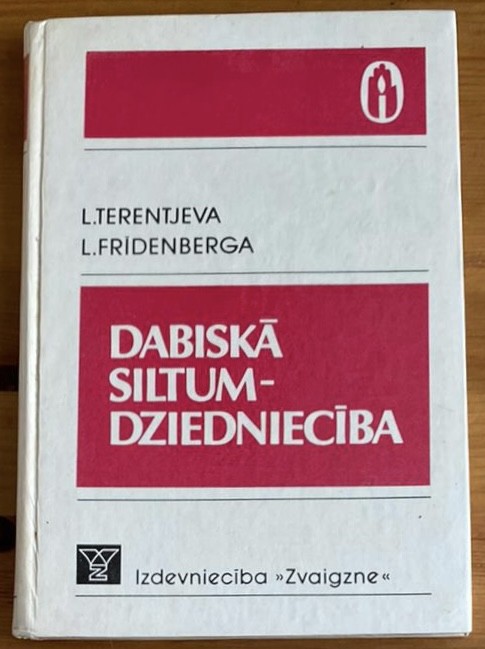 L.TERENTJEVA
L.FRĪDENBERGA
DABISKĀ
SILTUM-
DZIEDNIECĪBA
Izdevniecība »Zvaigzne«